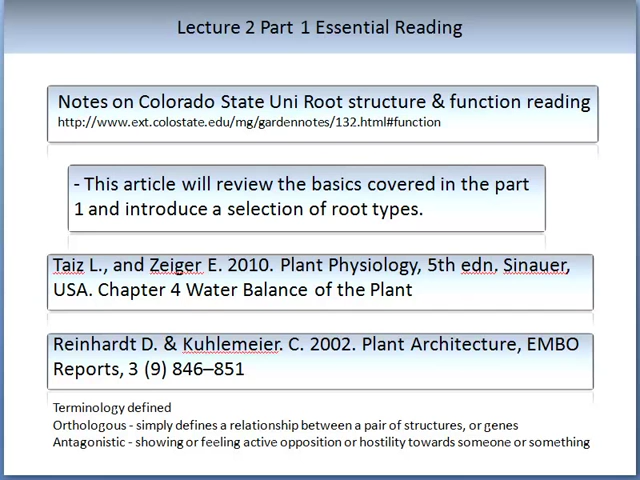 Lecture 2 Part 1 Essential Reading
Notes on Colorado State Uni Root structure & function reading
http://www.ext.colostate.edu/mg/gardennotes/132.html#function
- This article will review the basics covered in the part
1 and introduce a selection of root types.
Taiz L., and Zeiger E. 2010. Plant Physiology, 5th edn. Sinauer,
USA. Chapter 4 Water Balance of the Plant
Reinhardt D. & Kuhlemeier. C. 2002. Plant Architecture, EMBO
Reports, 3 (9) 846–851
Terminology defined
Orthologous - simply defines a relationship between a pair of structures, or genes
Antagonistic - showing or feeling active opposition or hostility towards someone or something